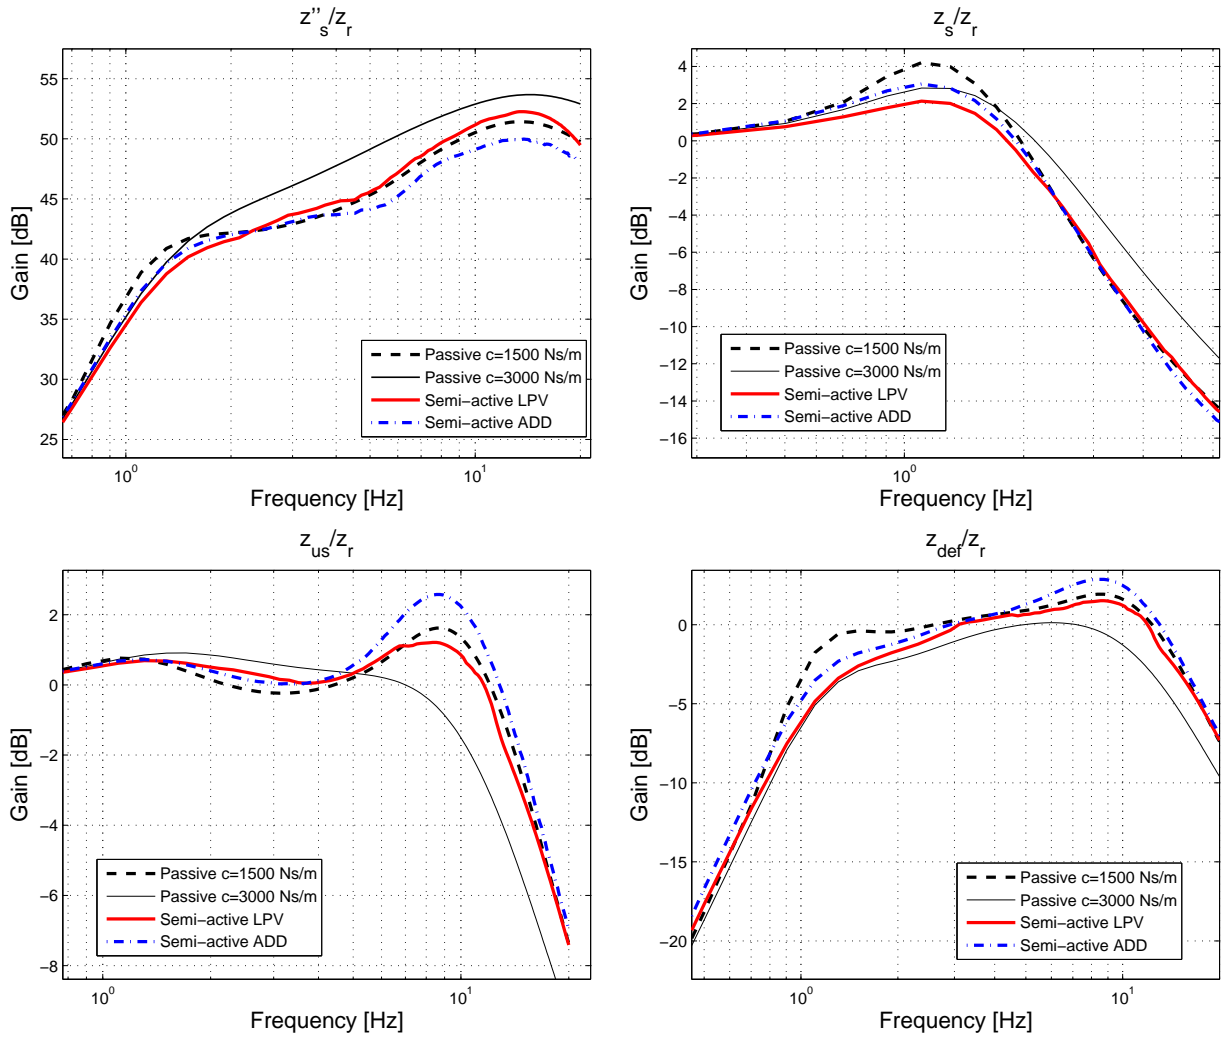 z''s/zr
55
50
45
40
35
30
25
Gain [dB]
Passive c=1500 Ns/m
Passive c=3000 Ns/m
Semi-active LPV
Semi-active ADD
10^0
10^1
Frequency [Hz]
zs/zr
4
2
0
−2
−4
−6
−8
−10
−12
−14
−16
Gain [dB]
Passive c=1500 Ns/m
Passive c=3000 Ns/m
Semi-active LPV
Semi-active ADD
10^0
Frequency [Hz]
zus/zr
2
0
−2
−4
−6
−8
Gain [dB]
Passive c=1500 Ns/m
Passive c=3000 Ns/m
Semi-active LPV
Semi-active ADD
10^0
10^1
Frequency [Hz]
zdef/zr
0
−5
−10
−15
−20
Gain [dB]
Passive c=1500 Ns/m
Passive c=3000 Ns/m
Semi-active LPV
Semi-active ADD
10^0
10^1
Frequency [Hz]